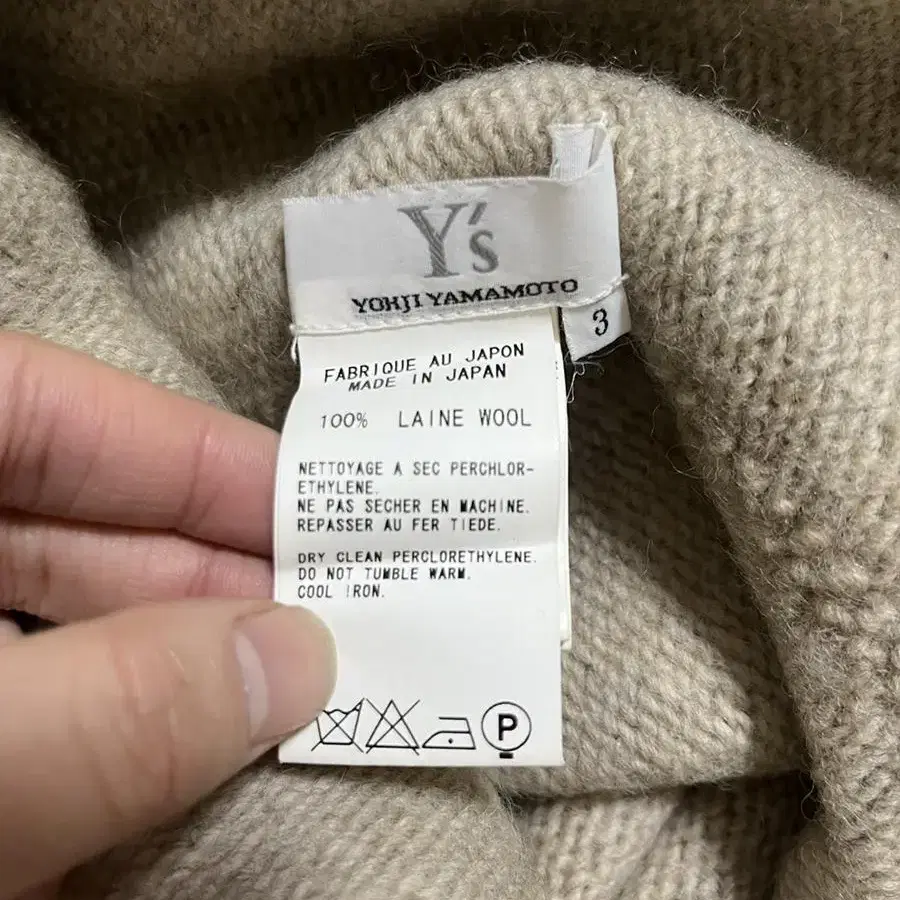 Y's
YOHJI YAMAMOTO
3
FABRIQUE AU JAPON
MADE IN JAPAN
100% LAINE WOOL
NETTOYAGE A SEC PERCHLOR-
ETHYLENE.
NE PAS SECHER EN MACHINE.
REPASSER AU FER TIEDE.
DRY CLEAN PERCLORETHYLENE.
DO NOT TUMBLE WARM.
COOL IRON.
P